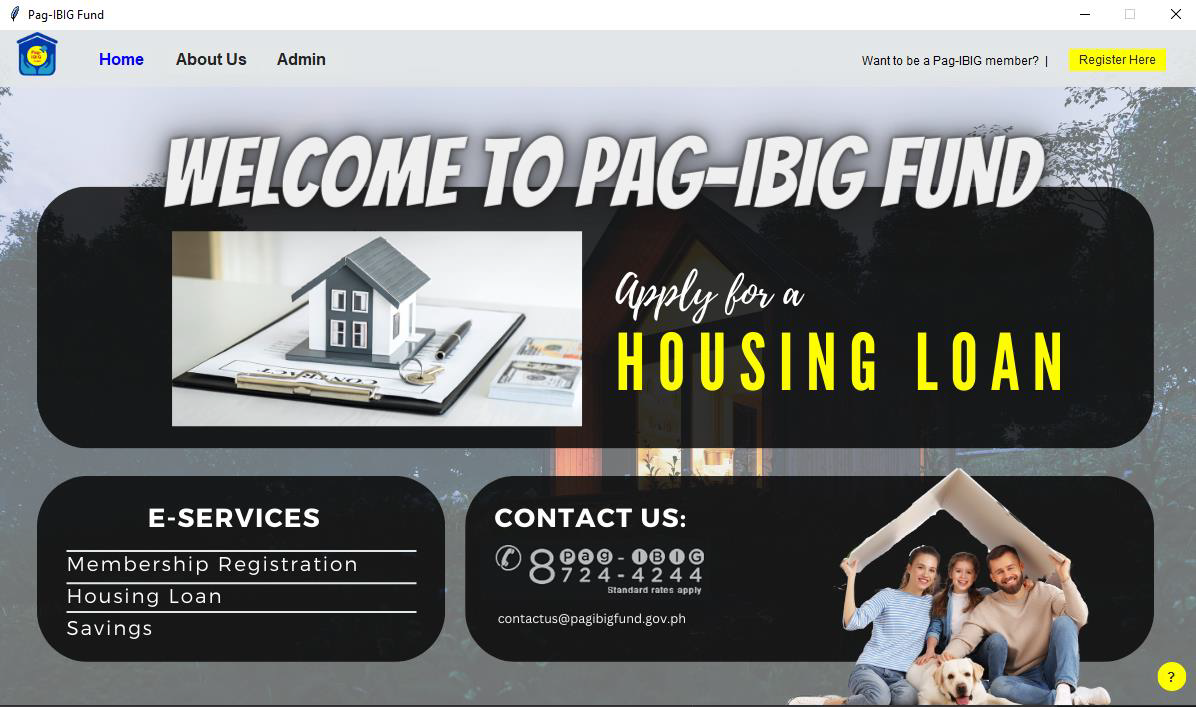 Pag-IBIG Fund
Pag-IBIG
Home
About Us
Admin
Want to be a Pag-IBIG member? |
Register Here
WELCOME TO PAG-IBIG FUND
CONTRACT
Apply for a
HOUSING LOAN
E-SERVICES
Membership Registration
Housing Loan
Savings
CONTACT US:
8 Pag-IBIG
724-4244
Standard rates apply
contactus@pagibigfund.gov.ph
?